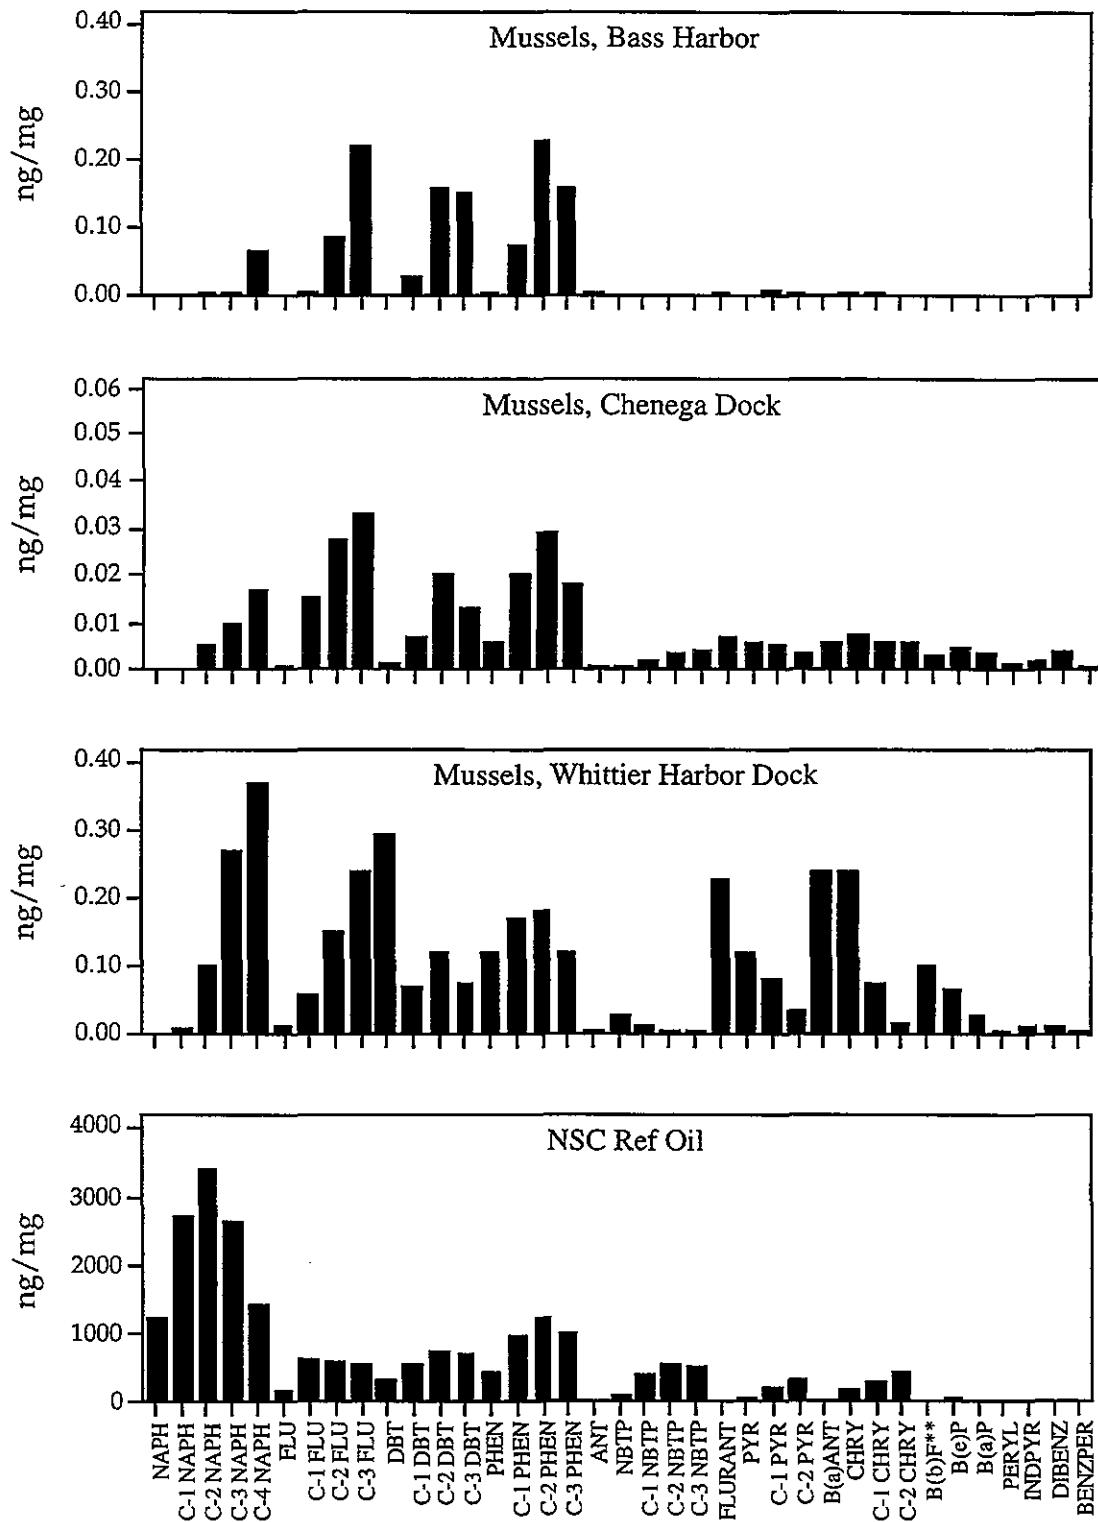 0.40
Mussels, Bass Harbor
0.30
ng/mg
0.20
0.10
0.00
0.06
Mussels, Chenega Dock
0.05
0.04
ng/mg
0.03
0.02
0.01
0.00
0.40
Mussels, Whittier Harbor Dock
0.30
ng/mg
0.20
0.10
0.00
4000
NSC Ref Oil
3000
ng/mg
2000
1000
0
NAPH
C-1 NAPH
C-2 NAPH
C-3 NAPH
C-4 NAPH
FLU
C-1 FLU
C-2 FLU
C-3 FLU
DBT
C-1 DBT
C-2 DBT
C-3 DBT
PHEN
C-1 PHEN
C-2 PHEN
C-3 PHEN
ANT
NBTP
C-1 NBTP
C-2 NBTP
C-3 NBTP
FLURANT
PYR
C-1 PYR
C-2 PYR
B(a)ANT
CHRY
C-1 CHRY
C-2 CHRY
B(b)F**
B(e)P
B(a)P
PERYL
INDPYR
DIBENZ
BENZPER